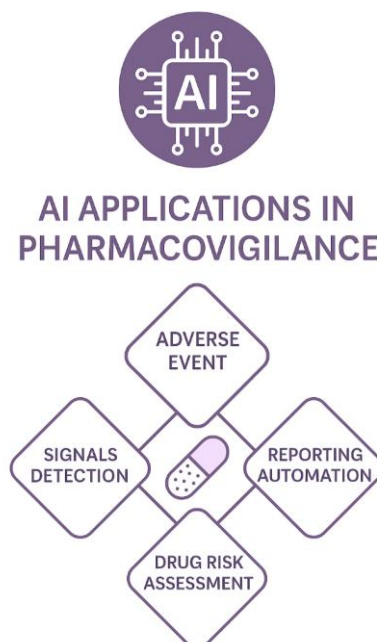 AI
AI APPLICATIONS IN
PHARMACOVIGILANCE
ADVERSE
EVENT
SIGNALS
DETECTION
REPORTING
AUTOMATION
DRUG RISK
ASSESSMENT